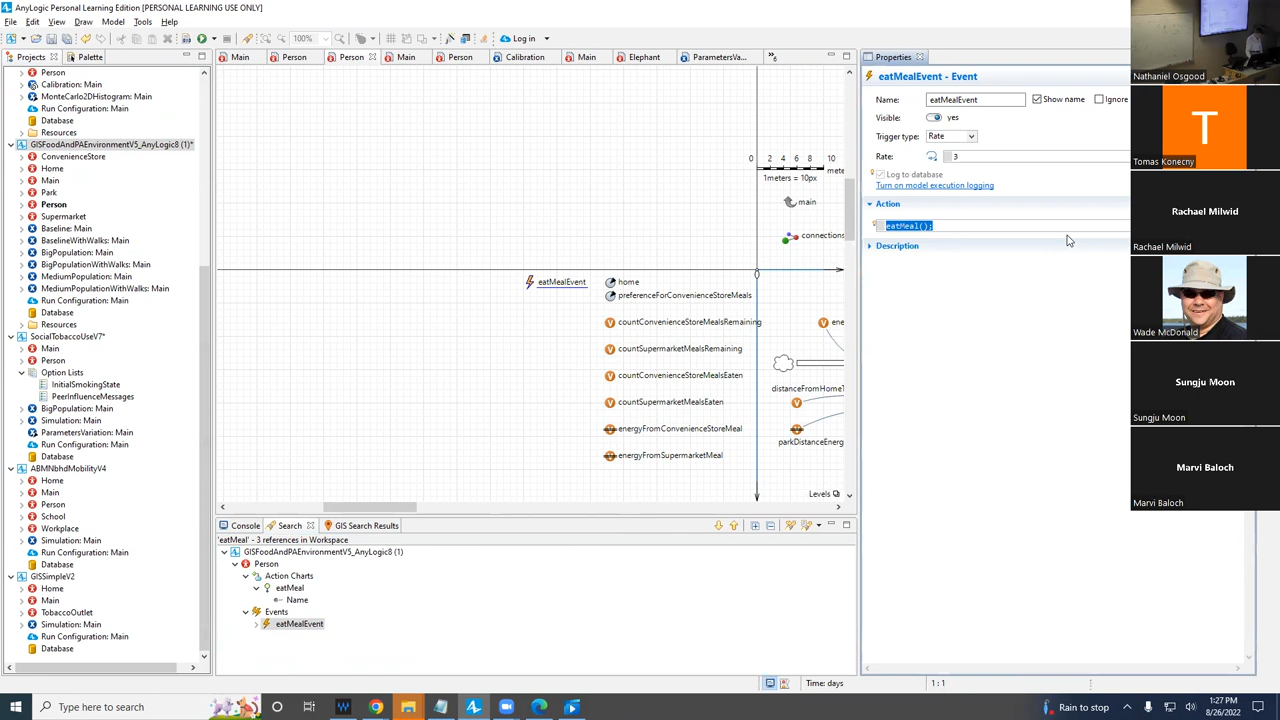 AnyLogic Personal Learning Edition [PERSONAL LEARNING USE ONLY]
File Edit View Draw Model Tools Help
100% Log in
Projects Palette
Main Person Person Main Person Calibration Main Elephant ParametersVa... 6
Person
Calibration: Main
MonteCarlo2DHistogram: Main
Run Configuration: Main
Database
Resources
GISFoodAndPAEnvironmentV5_AnyLogic8 (1)*
ConvenienceStore
Home
Main
Park
Person
Supermarket
Baseline: Main
BaselineWithWalks: Main
BigPopulation: Main
BigPopulationWithWalks: Main
MediumPopulation: Main
MediumPopulationWithWalks: Main
Run Configuration: Main
Database
Resources
SocialTobaccoUseV7*
Main
Person
Option Lists
InitialSmokingState
PeerInfluenceMessages
BigPopulation: Main
Simulation: Main
ParametersVariation: Main
Run Configuration: Main
Database
ABMNbhdMobilityV4
Home
Main
Person
School
Workplace
Simulation: Main
Run Configuration: Main
Database
GISSimpleV2
Home
Main
TobaccoOutlet
Simulation: Main
Run Configuration: Main
Database
0 2 4 6 8 10
mete
1meters = 10px
main
connections
0
eatMealEvent
home
preferenceForConvenienceStoreMeals
countConvenienceStoreMealsRemaining
ene
countSupermarketMealsRemaining
countConvenienceStoreMealsEaten
distanceFromHomeT
countSupermarketMealsEaten
energyFromConvenienceStoreMeal
parkDistanceEnerg
energyFromSupermarketMeal
Levels
Console Search GIS Search Results
'eatMeal' - 3 references in Workspace
GISFoodAndPAEnvironmentV5_AnyLogic8 (1)
Person
Action Charts
eatMeal
Name
Events
eatMealEvent
Properties
eatMealEvent - Event
Name: eatMealEvent Show name Ignore
Visible: yes
Trigger type: Rate
Rate: 3
Log to database
Turn on model execution logging
Action
eatMeal();
Description
Time: days 1:1
Nathaniel Osgood
T
Tomas Konecny
Rachael Milwid
Rachael Milwid
Wade McDonald
Sungju Moon
Sungju Moon
Marvi Baloch
Marvi Baloch
Type here to search
Rain to stop
1:27 PM
8/26/2022